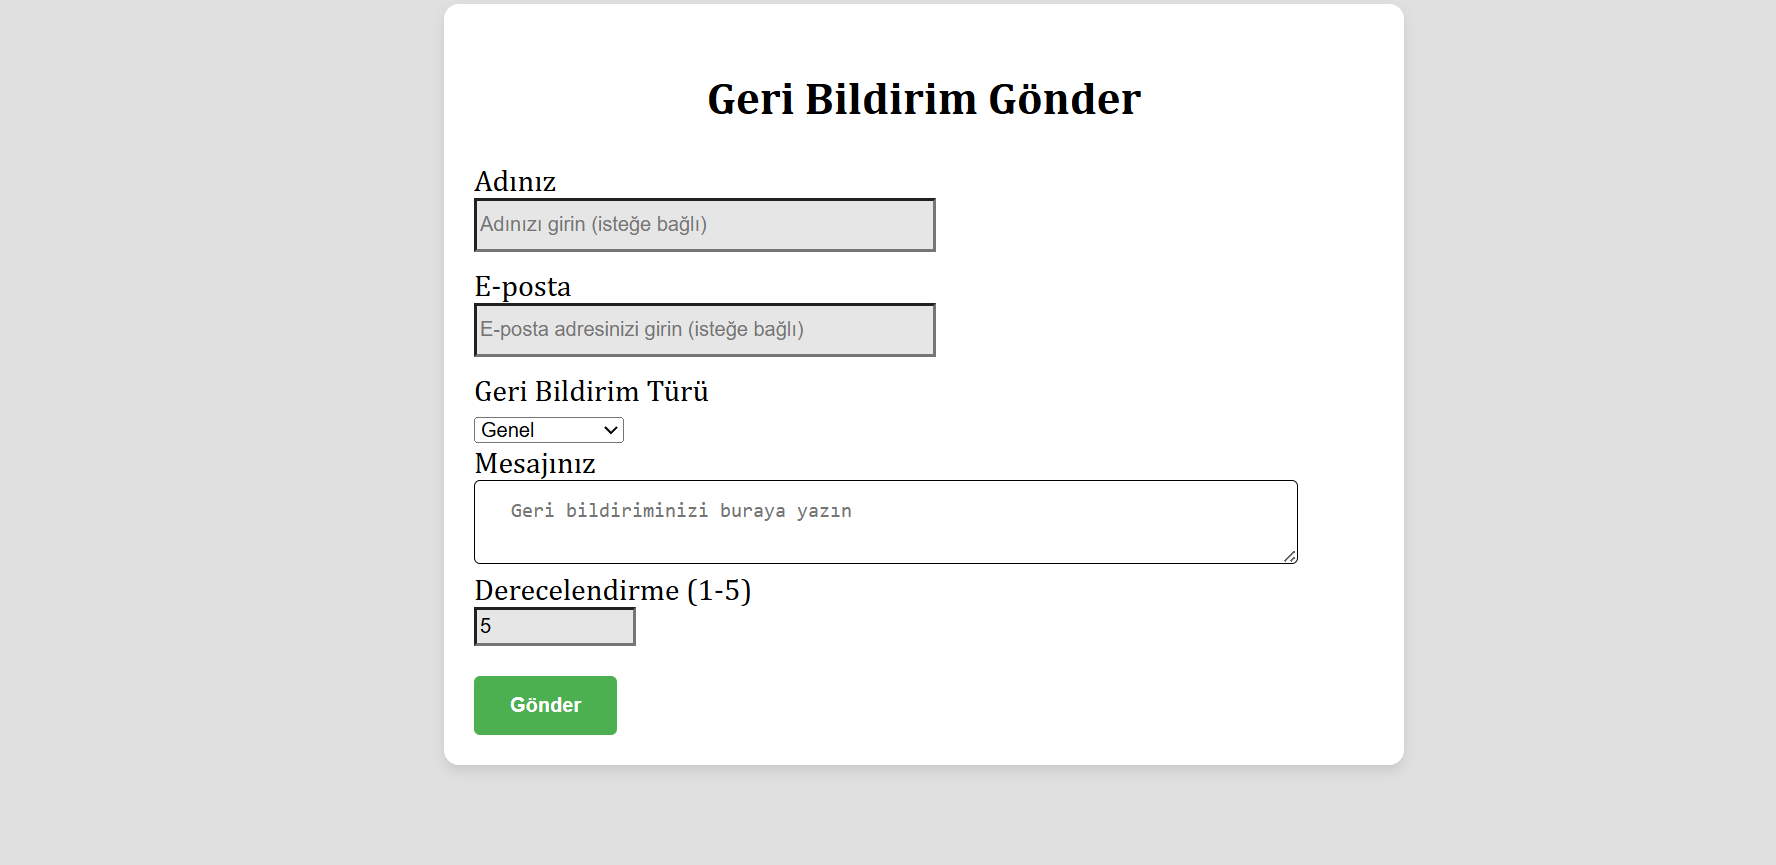 Geri Bildirim Gönder
Adınız
Adınızı girin (isteğe bağlı)
E-posta
E-posta adresinizi girin (isteğe bağlı)
Geri Bildirim Türü
Genel
Mesajınız
Geri bildiriminizi buraya yazın
Derecelendirme (1-5)
5
Gönder